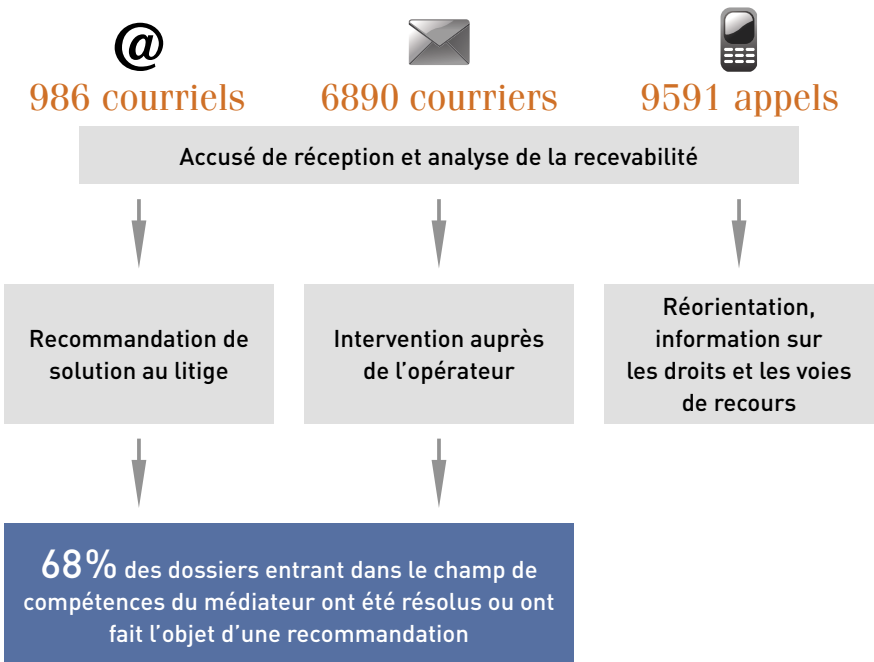 @
986 courriels
6890 courriers
9591 appels
Accusé de réception et analyse de la recevabilité
Recommandation de
solution au litige
Intervention auprès
de l’opérateur
Réorientation,
information sur
les droits et les voies
de recours
68% des dossiers entrant dans le champ de
compétences du médiateur ont été résolus ou ont
fait l’objet d’une recommandation